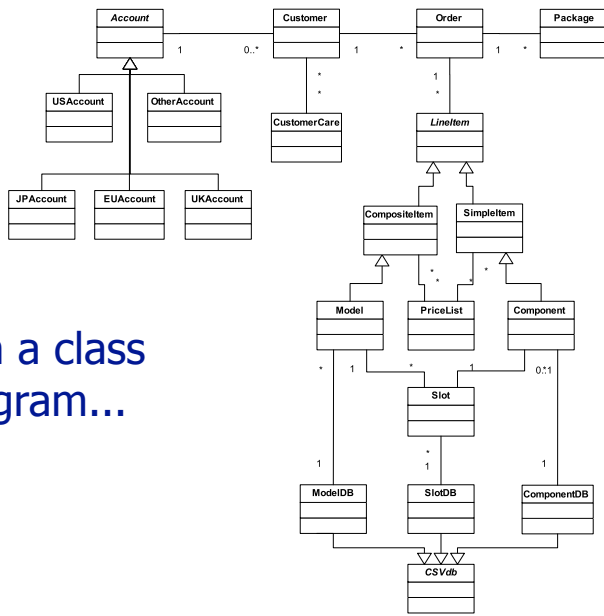 Account
Customer
Order
Package
1
0..*
1
*
1
*
*
*
1
*
USAccount
OtherAccount
CustomerCare
LineItem
JPAccount
EUAccount
UKAccount
CompositeItem
SimpleItem
*
*
*
*
Model
PriceList
Component
a class
gram...
*
1
*
1
*
0..1
Slot
*
1
1
1
ModelDB
SlotDB
ComponentDB
CSVdb